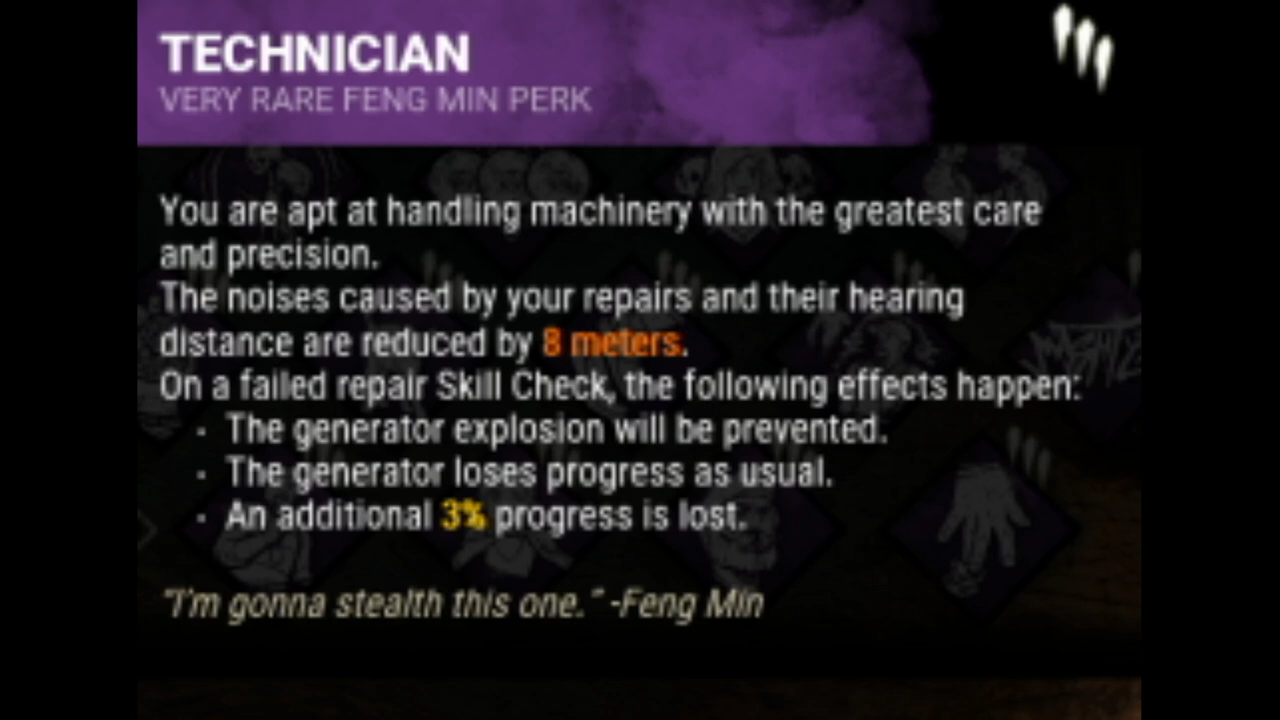 TECHNICIAN
VERY RARE FENG MIN PERK
You are apt at handling machinery with the greatest care
and precision.
The noises caused by your repairs and their hearing
distance are reduced by 8 meters.
On a failed repair Skill Check, the following effects happen:
· The generator explosion will be prevented.
· The generator loses progress as usual.
· An additional 3% progress is lost.
"I'm gonna stealth this one." -Feng Min